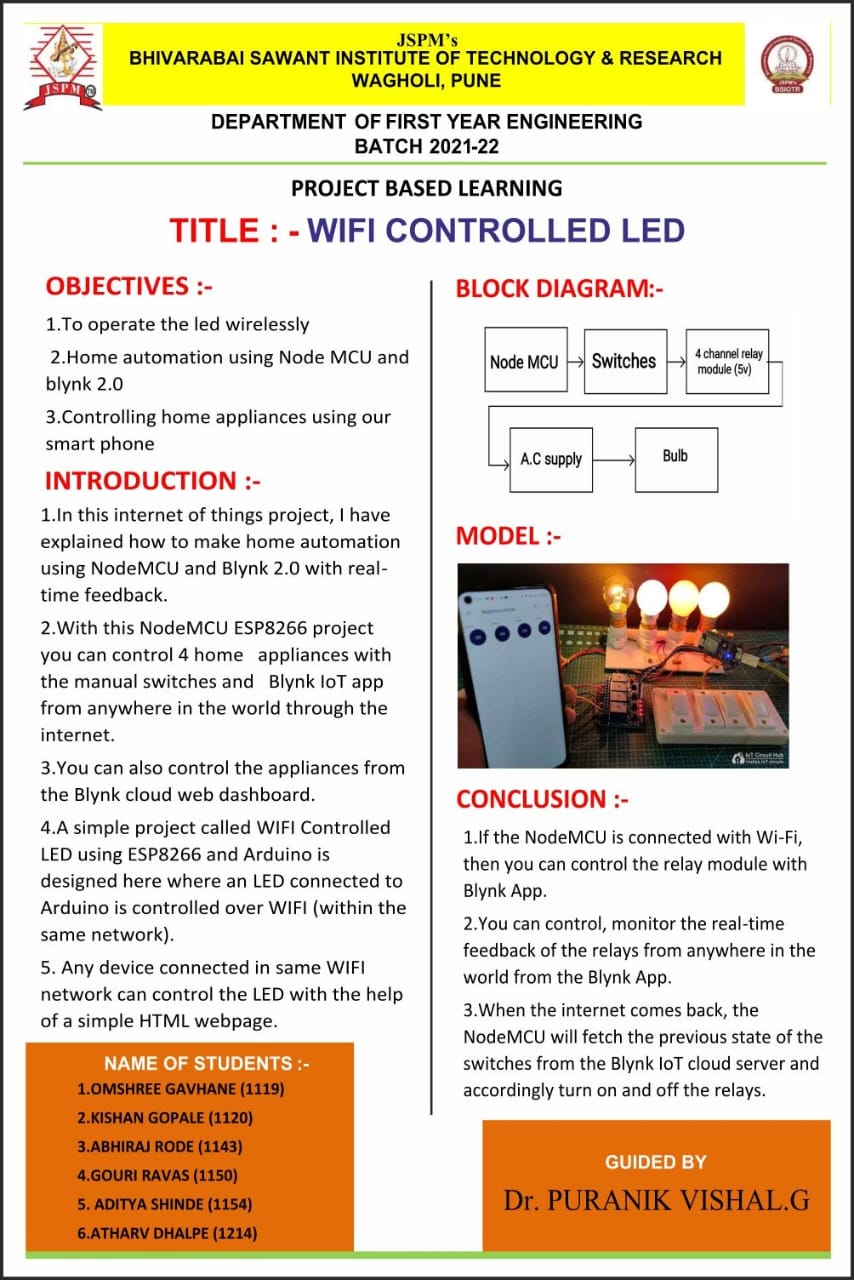 JSPM's
BHIVARABAI SAWANT INSTITUTE OF TECHNOLOGY & RESEARCH
WAGHOLI, PUNE
JSPM
JSPM's
BSIOTR
DEPARTMENT OF FIRST YEAR ENGINEERING
BATCH 2021-22
PROJECT BASED LEARNING
TITLE : - WIFI CONTROLLED LED
OBJECTIVES :-
1.To operate the led wirelessly
2.Home automation using Node MCU and
blynk 2.0
3.Controlling home appliances using our
smart phone
INTRODUCTION :-
1.In this internet of things project, I have
explained how to make home automation
using NodeMCU and Blynk 2.0 with real-
time feedback.
2.With this NodeMCU ESP8266 project
you can control 4 home appliances with
the manual switches and Blynk IoT app
from anywhere in the world through the
internet.
3.You can also control the appliances from
the Blynk cloud web dashboard.
4.A simple project called WIFI Controlled
LED using ESP8266 and Arduino is
designed here where an LED connected to
Arduino is controlled over WIFI (within the
same network).
5. Any device connected in same WIFI
network can control the LED with the help
of a simple HTML webpage.
NAME OF STUDENTS :-
1.OMSHREE GAVHANE (1119)
2.KISHAN GOPALE (1120)
3.ABHIRAJ RODE (1143)
4.GOURI RAVAS (1150)
5. ADITYA SHINDE (1154)
6.ATHARV DHALPE (1214)
BLOCK DIAGRAM:-
Node MCU
Switches
4 channel relay
module (5v)
A.C supply
Bulb
MODEL :-
IoT Circuit Hub
CONCLUSION :-
1.If the NodeMCU is connected with Wi-Fi,
then you can control the relay module with
Blynk App.
2.You can control, monitor the real-time
feedback of the relays from anywhere in the
world from the Blynk App.
3.When the internet comes back, the
NodeMCU will fetch the previous state of the
switches from the Blynk IoT cloud server and
accordingly turn on and off the relays.
GUIDED BY
Dr. PURANIK VISHAL.G